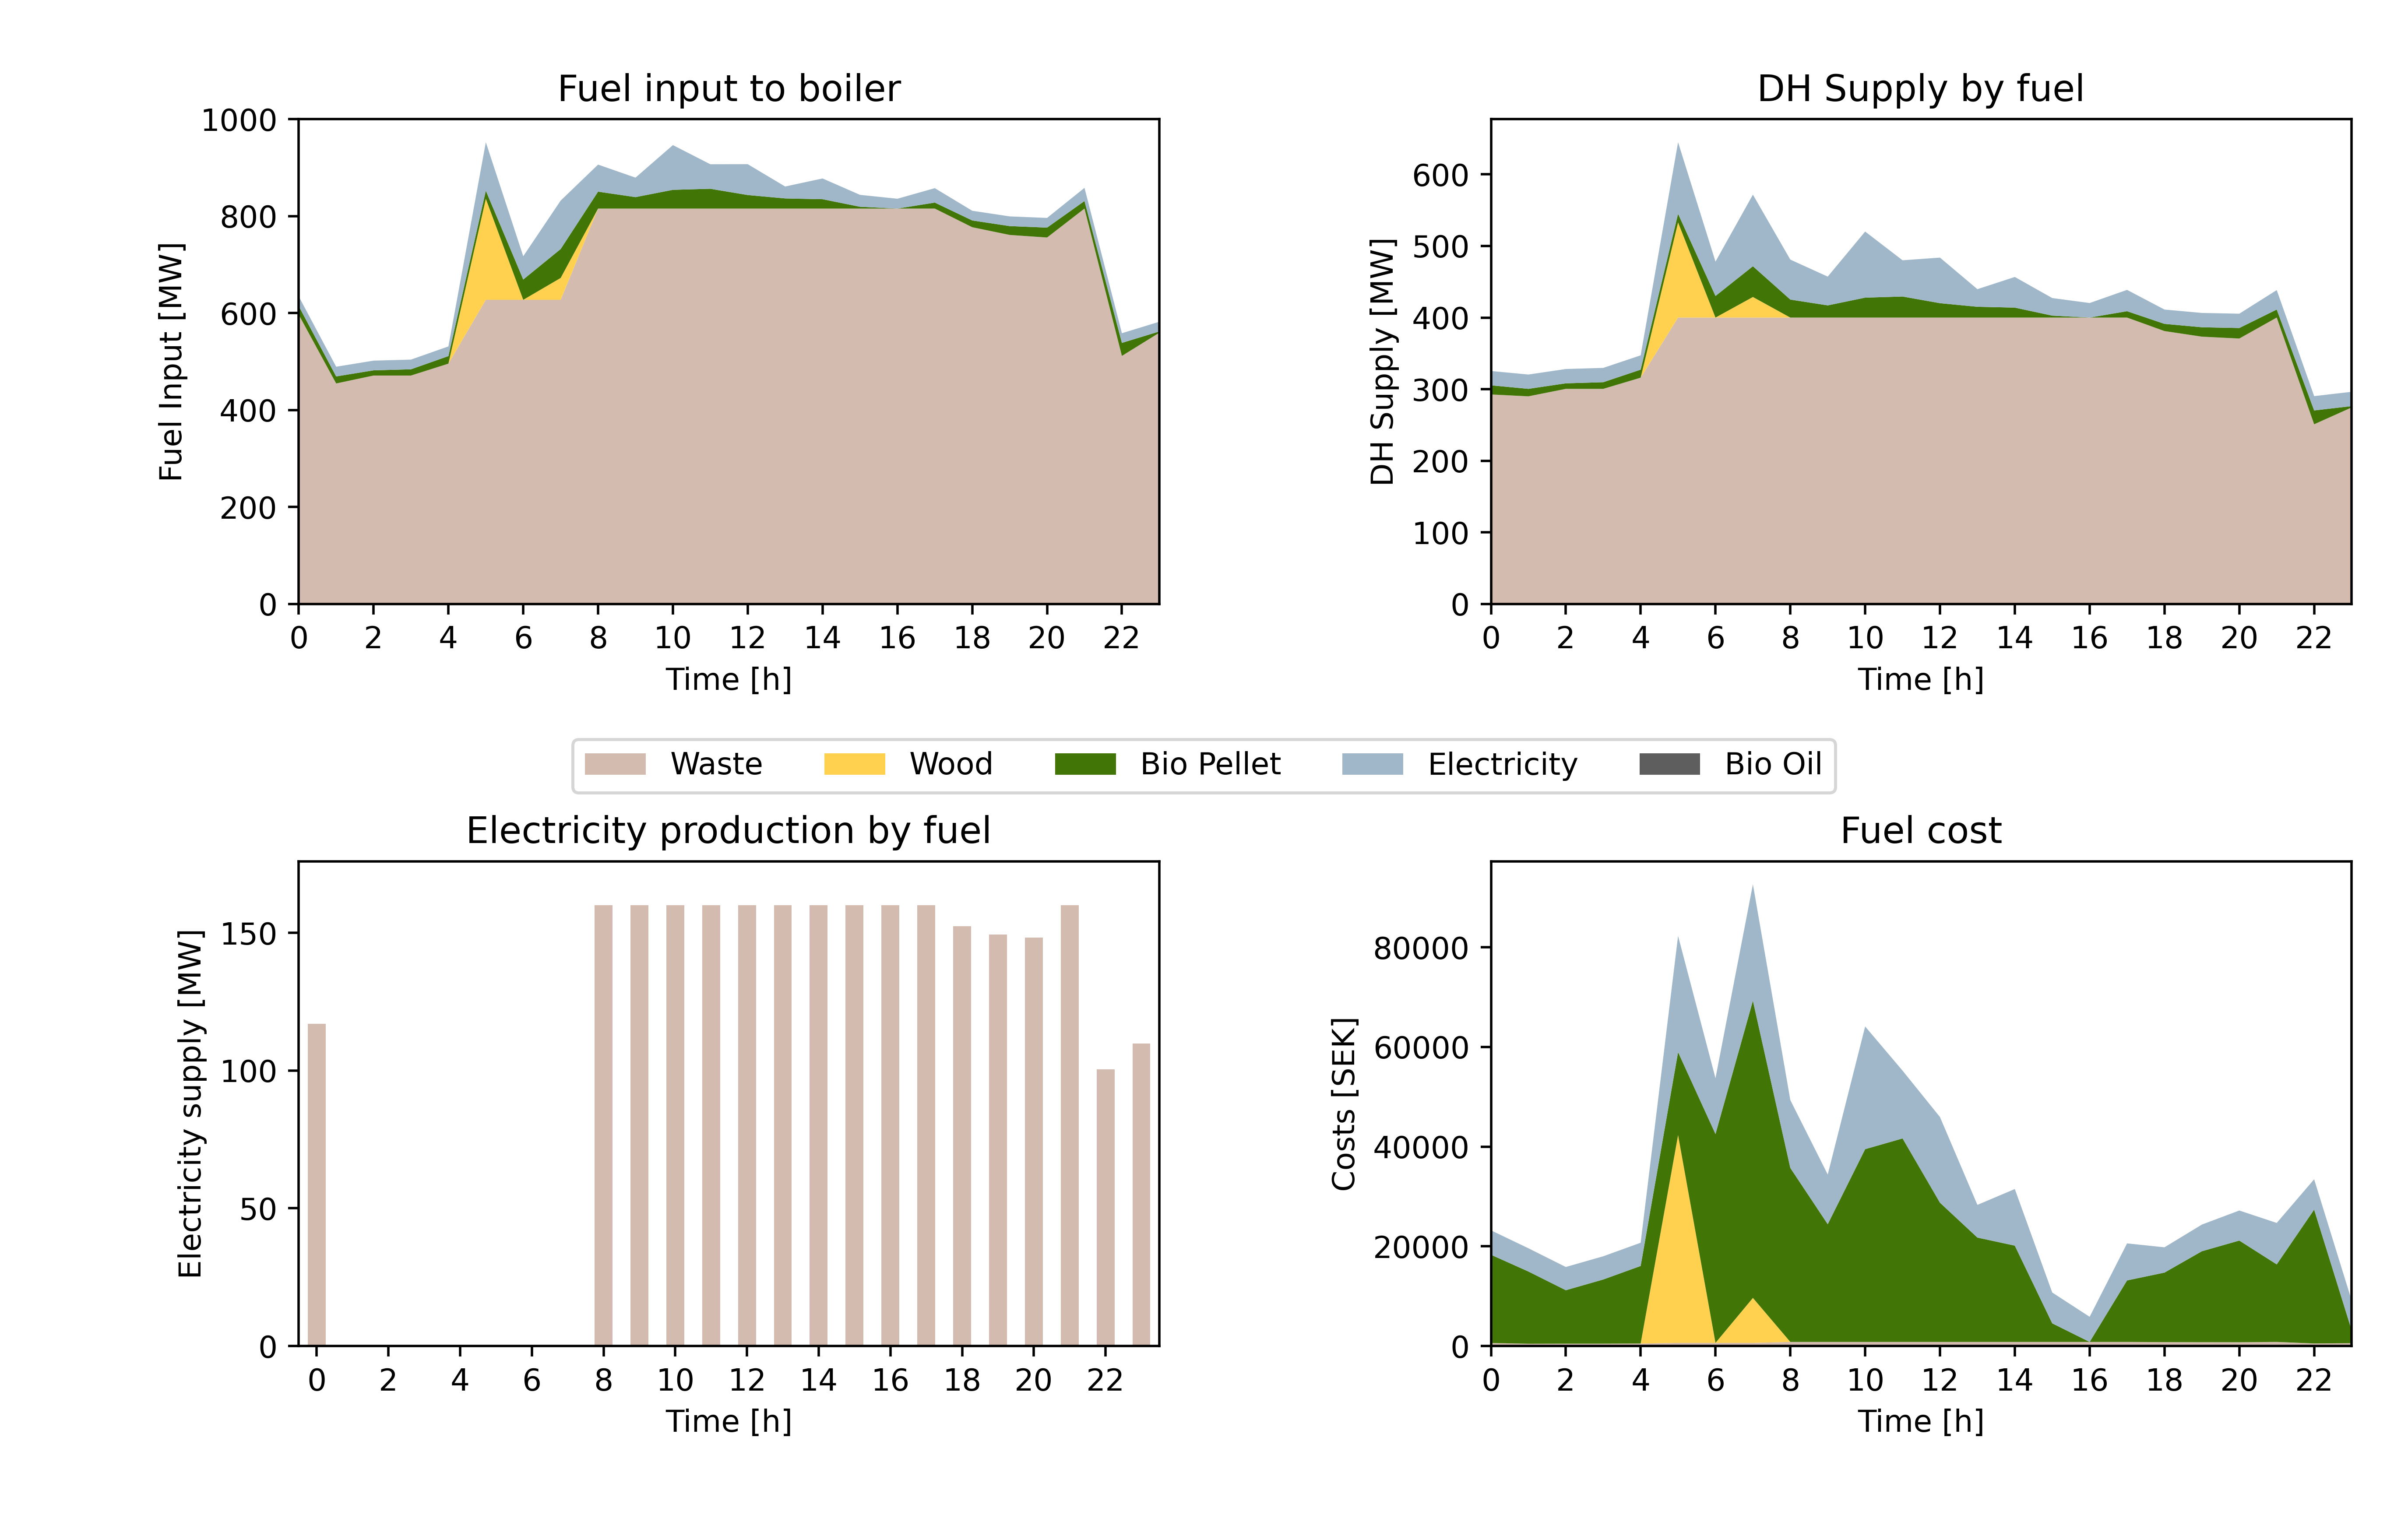 Fuel input to boiler
1000
800
600
400
200
0
Fuel Input [MW]
0 2 4 6 8 10 12 14 16 18 20 22
Time [h]
DH Supply by fuel
600
500
400
300
200
100
0
DH Supply [MW]
0 2 4 6 8 10 12 14 16 18 20 22
Time [h]
Waste Wood Bio Pellet Electricity Bio Oil
Electricity production by fuel
150
100
50
0
Electricity supply [MW]
0 2 4 6 8 10 12 14 16 18 20 22
Time [h]
Fuel cost
80000
60000
40000
20000
0
Costs [SEK]
0 2 4 6 8 10 12 14 16 18 20 22
Time [h]